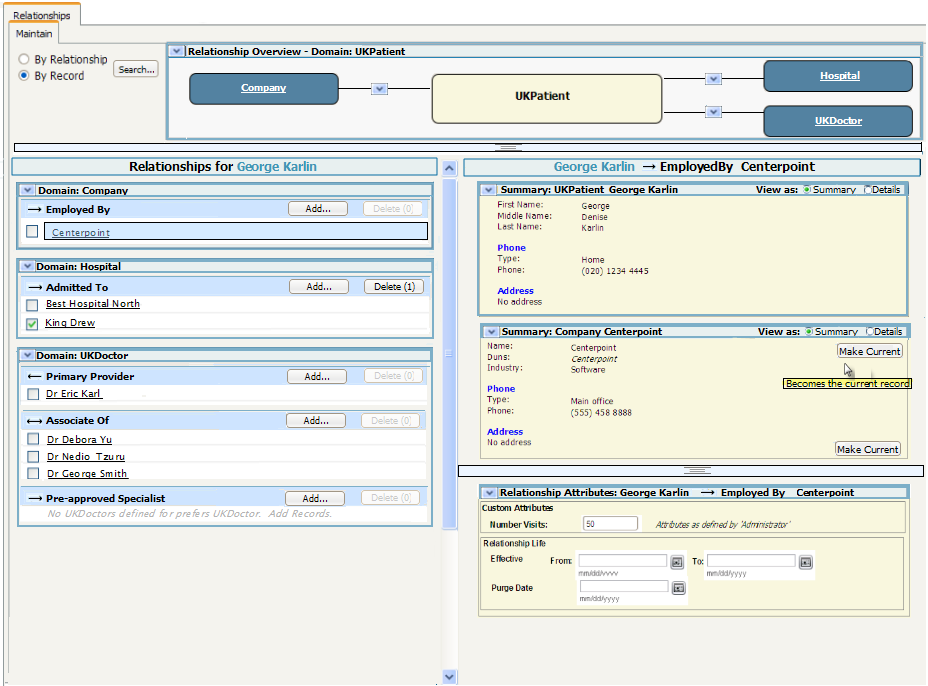 Relationships
Maintain
By Relationship
By Record
Search...
Relationship Overview - Domain: UKPatient
Company
UKPatient
Hospital
UKDoctor
Relationships for George Karlin
Domain: Company
→ Employed By Add... Delete (0)
Centerpoint
Domain: Hospital
→ Admitted To Add... Delete (1)
Best Hospital North
King Drew
Domain: UKDoctor
← Primary Provider Add... Delete (0)
Dr Eric Karl
↔ Associate Of Add... Delete (0)
Dr Debora Yu
Dr Nedio Tzuru
Dr George Smith
→ Pre-approved Specialist Add... Delete (0)
No UKDoctors defined for prefers UKDoctor. Add Records.
George Karlin → EmployedBy Centerpoint
Summary: UKPatient George Karlin View as: Summary Details
First Name: George
Middle Name: Denise
Last Name: Karlin
Phone
Type: Home
Phone: (020) 1234 4445
Address
No address
Summary: Company Centerpoint View as: Summary Details
Name: Centerpoint
Duns: Centerpoint
Industry: Software
Make Current
Becomes the current record
Phone
Type: Main office
Phone: (555) 458 8888
Address
No address
Make Current
Relationship Attributes: George Karlin → Employed By Centerpoint
Custom Attributes
Number Visits: 50 Attributes as defined by 'Administrator'
Relationship Life
Effective From: To:
mm/dd/yyyy mm/dd/yyyy
Purge Date
mm/dd/yyyy